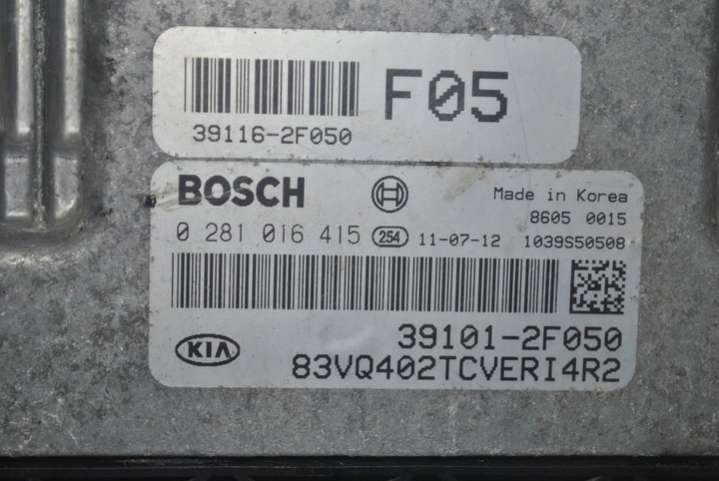 F05
39116-2F050
BOSCH
Made in Korea
8605 0015
0 281 016 415 254 11-07-12 1039S50508
39101-2F050
KIA
83VQ402TCVERI4R2